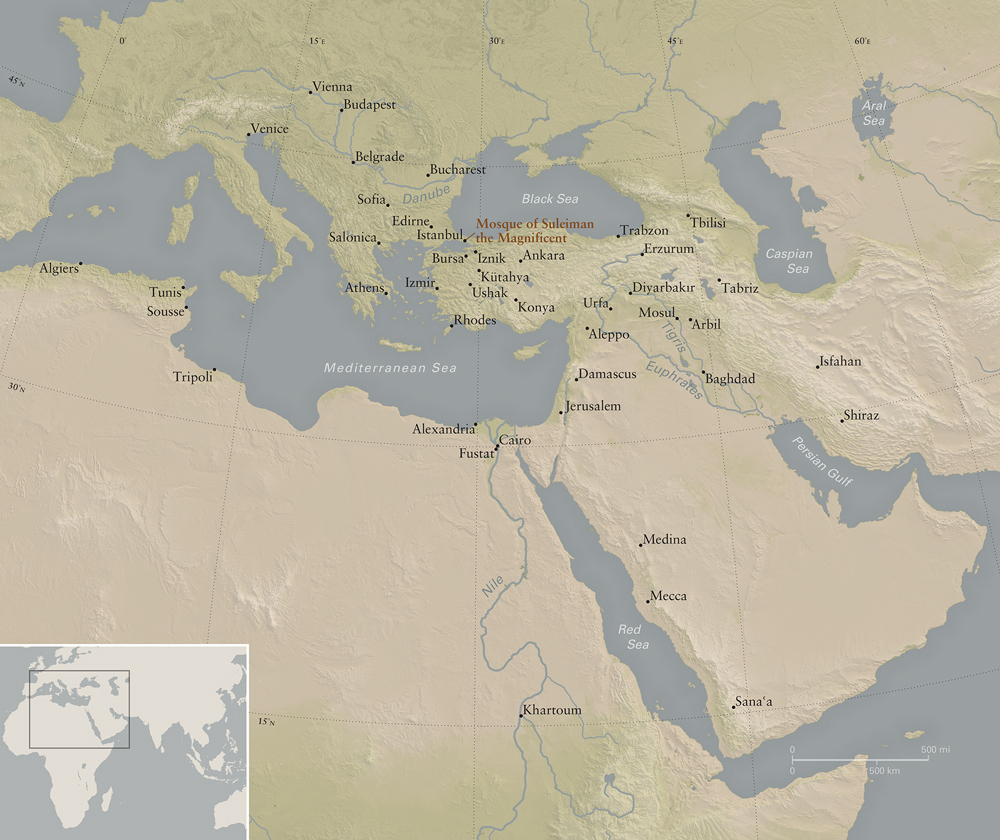 0°
15°E
30°E
45°E
60°E
45°N
Vienna
Budapest
Aral
Sea
Venice
Belgrade
Bucharest
Danube
Sofia
Black Sea
Edirne
Mosque of Suleiman
the Magnificent
Istanbul
Tbilisi
Trabzon
Salonica
Erzurum
Caspian
Sea
Bursa
Iznik
Ankara
Algiers
Kütahya
Tunis
Athens
Izmir
Ushak
Diyarbakır
Tabriz
Sousse
Konya
Urfa
Mosul
Arbil
Rhodes
Aleppo
Tigris
Isfahan
Mediterranean Sea
Tripoli
Damascus
Euphrates
Baghdad
30°N
Jerusalem
Shiraz
Alexandria
Cairo
Fustat
Persian Gulf
Medina
Nile
Mecca
Red
Sea
Sanaʿa
Khartoum
15°N
0
500 mi
0
500 km